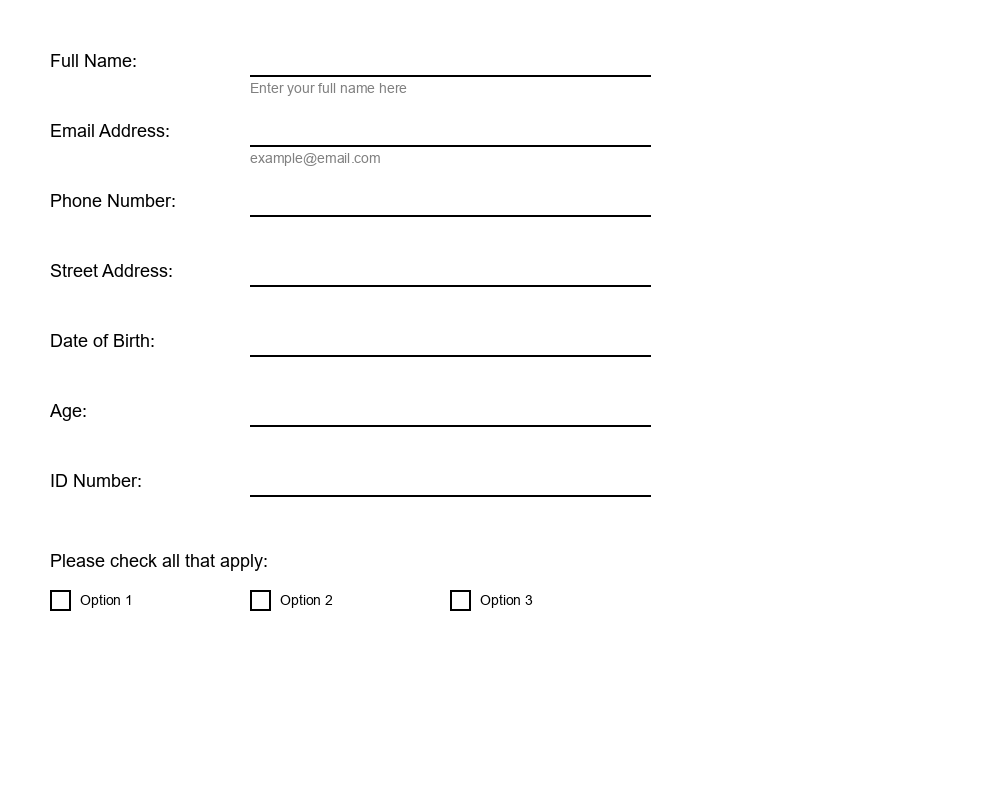 Full Name:
Enter your full name here
Email Address:
example@email.com
Phone Number:
Street Address:
Date of Birth:
Age:
ID Number:
Please check all that apply:
Option 1 Option 2 Option 3